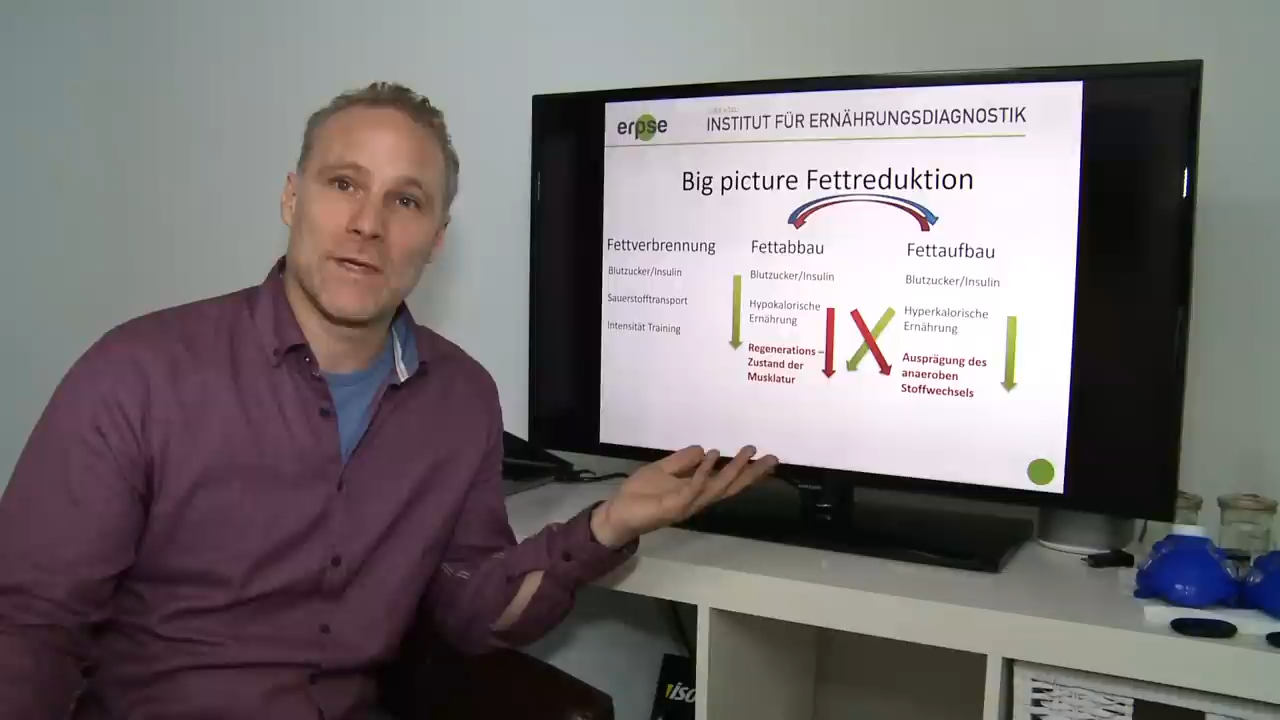 erpse
INSTITUT FÜR ERNÄHRUNGSDIAGNOSTIK
Big picture Fettreduktion
Fettverbrennung
Blutzucker/Insulin
Sauerstofftransport
Intensität Training
Fettabbau
Blutzucker/Insulin
Hypokalorische
Ernährung
Regenerations –
Zustand der
Musklatur
Fettaufbau
Blutzucker/Insulin
Hyperkalorische
Ernährung
Ausprägung des
anaeroben
Stoffwechsels